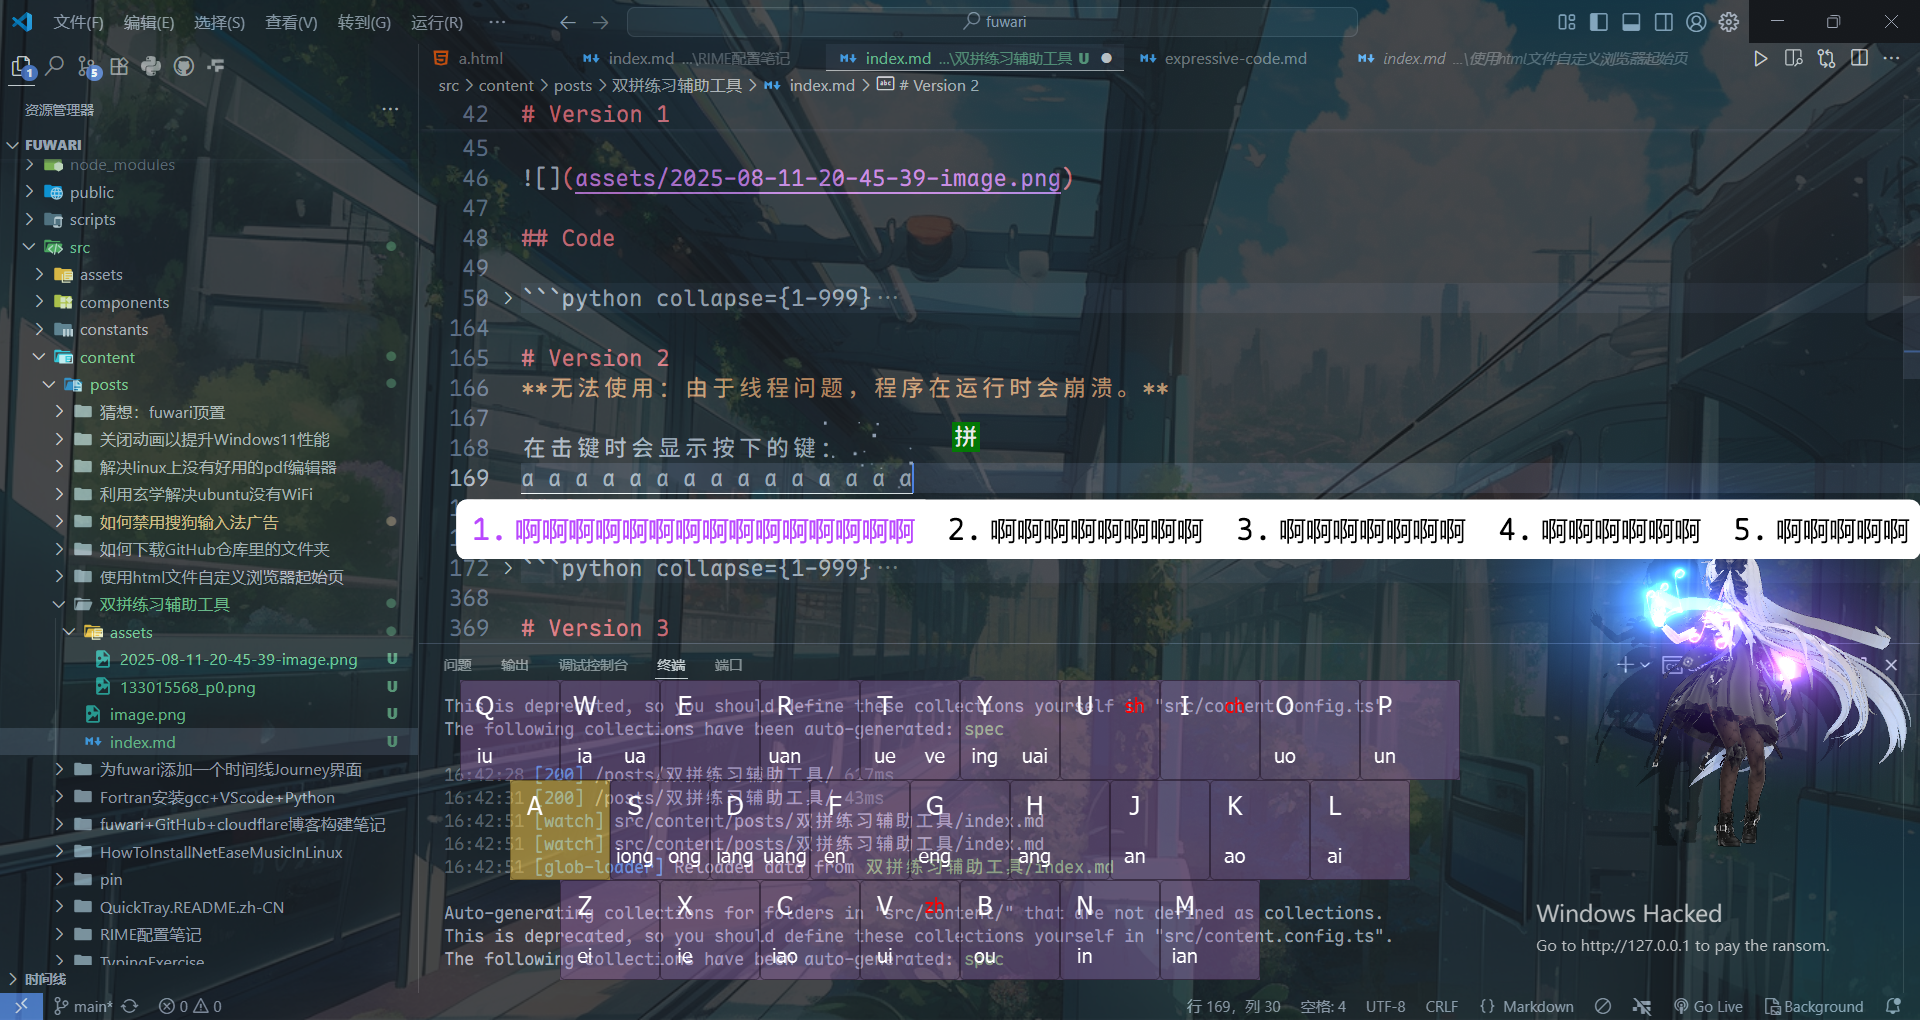 文件(F) 编辑(E) 选择(S) 查看(V) 转到(G) 运行(R) ··· fuwari
a.html index.md ...\RIME配置笔记 index.md ...\双拼练习辅助工具 U expressive-code.md index.md ...\使用html文件自定义浏览器起始页
src > content > posts > 双拼练习辅助工具 > index.md > # Version 2
资源管理器
FUWARI
node_modules
public
scripts
src
assets
components
constants
content
posts
猜想：fuwari顶置
关闭动画以提升Windows11性能
解决linux上没有好用的pdf编辑器
利用玄学解决ubuntu没有WiFi
如何禁用搜狗输入法广告
如何下载GitHub仓库里的文件夹
使用html文件自定义浏览器起始页
双拼练习辅助工具
assets
2025-08-11-20-45-39-image.png U
133015568_p0.png U
image.png U
index.md U
为fuwari添加一个时间线Journey界面
Fortran安装gcc+VScode+Python
fuwari+GitHub+cloudflare博客构建笔记
HowToInstallNetEaseMusicInLinux
pin
QuickTray.README.zh-CN
RIME配置笔记
TypingExercise
时间线
42 # Version 1
45
46 ![](assets/2025-08-11-20-45-39-image.png)
47
48 ## Code
49
50 ```python collapse={1-999}···
164
165 # Version 2
166 **无法使用：由于线程问题，程序在运行时会崩溃。**
167
168 在击键时会显示按下的键：
拼
169 a a a a a a a a a a a a a a a
1. 啊啊啊啊啊啊啊啊啊啊啊啊啊啊啊 2. 啊啊啊啊啊啊啊啊 3. 啊啊啊啊啊啊啊 4. 啊啊啊啊啊啊 5. 啊啊啊啊啊
172 ```python collapse={1-999}···
368
369 # Version 3
问题 输出 调试控制台 终端 端口
This is deprecated, so you should define these collections yourself in "src/content.config.ts".
The following collections have been auto-generated: spec
16:42:28 [200] /posts/双拼练习辅助工具/ 617ms
16:42:31 [200] /posts/双拼练习辅助工具/ 43ms
16:42:51 [watch] src/content/posts/双拼练习辅助工具/index.md
16:42:51 [watch] src/content/posts/双拼练习辅助工具/index.md
16:42:51 [glob-loader] Reloaded data from 双拼练习辅助工具/index.md
Auto-generating collections for folders in "src/content/" that are not defined as collections.
This is deprecated, so you should define these collections yourself in "src/content.config.ts".
The following collections have been auto-generated: spec
Q W E R T Y U sh I ch O P
iu ia ua uan ue ve ing uai uo un
A S D F G H J K L
iong ong iang uang en eng ang an ao ai
Z X C V zh B N M
ei ie iao ui ou in ian
Windows Hacked
Go to http://127.0.0.1 to pay the ransom.
main* 0 0 行 169，列 30 空格: 4 UTF-8 CRLF {} Markdown Go Live Background